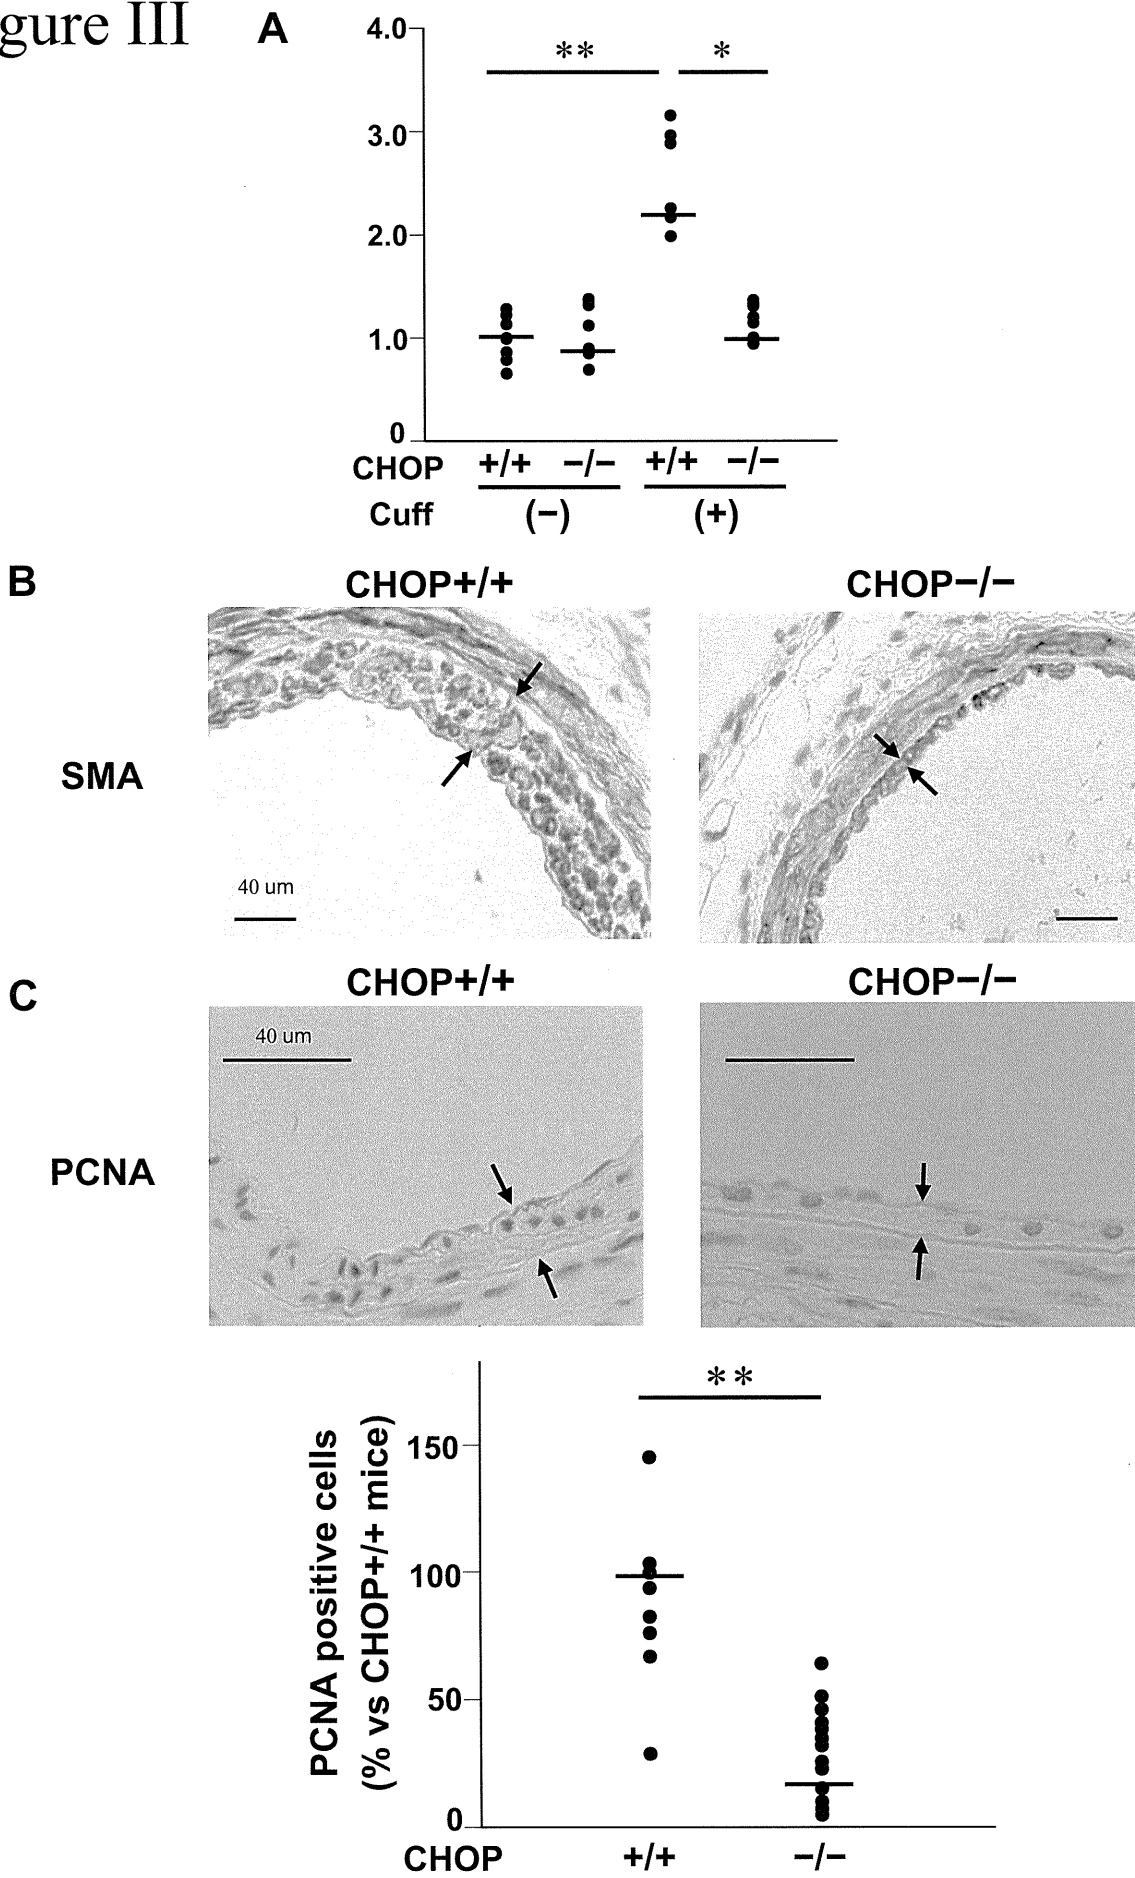 gure III
A
4.0
** *
3.0
2.0
1.0
0
CHOP +/+ −/− +/+ −/−
Cuff (−) (+)
B
CHOP+/+ CHOP−/−
SMA
40 um
C
CHOP+/+ CHOP−/−
40 um
PCNA
**
PCNA positive cells
(% vs CHOP+/+ mice)
150
100
50
0
CHOP +/+ −/−